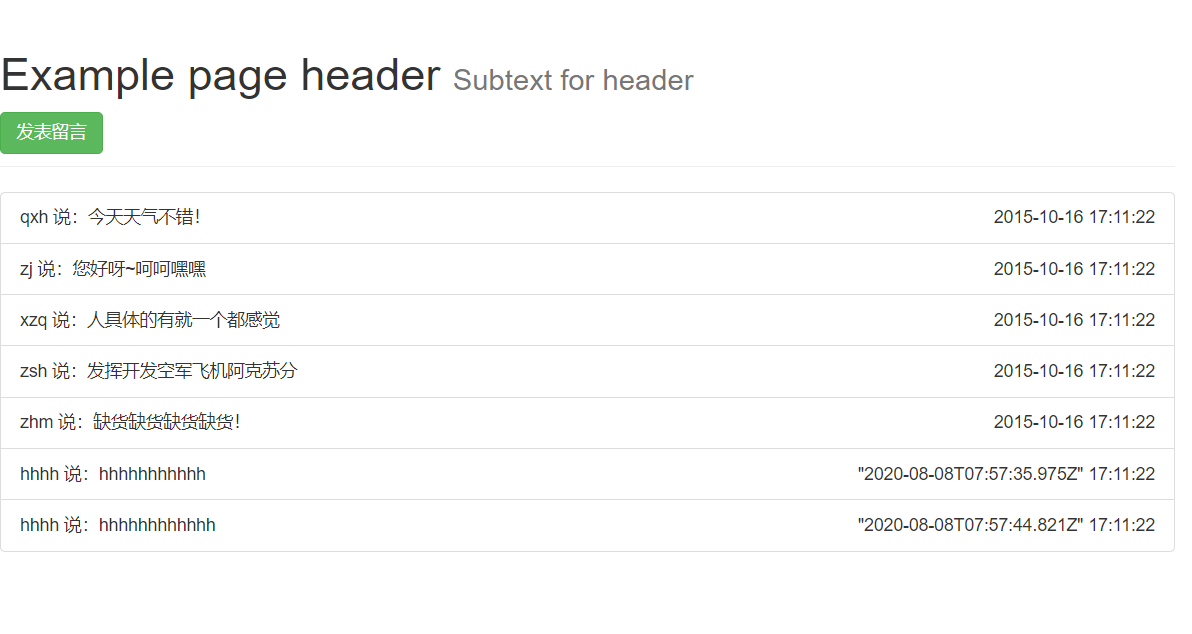 Example page header Subtext for header
发表留言
qxh 说：今天天气不错！ 2015-10-16 17:11:22
zj 说：您好呀~呵呵嘿嘿 2015-10-16 17:11:22
xzq 说：人具体的有就一个都感觉 2015-10-16 17:11:22
zsh 说：发挥开发空军飞机阿克苏分 2015-10-16 17:11:22
zhm 说：缺货缺货缺货缺货！ 2015-10-16 17:11:22
hhhh 说：hhhhhhhhhhh "2020-08-08T07:57:35.975Z" 17:11:22
hhhh 说：hhhhhhhhhhhh "2020-08-08T07:57:44.821Z" 17:11:22